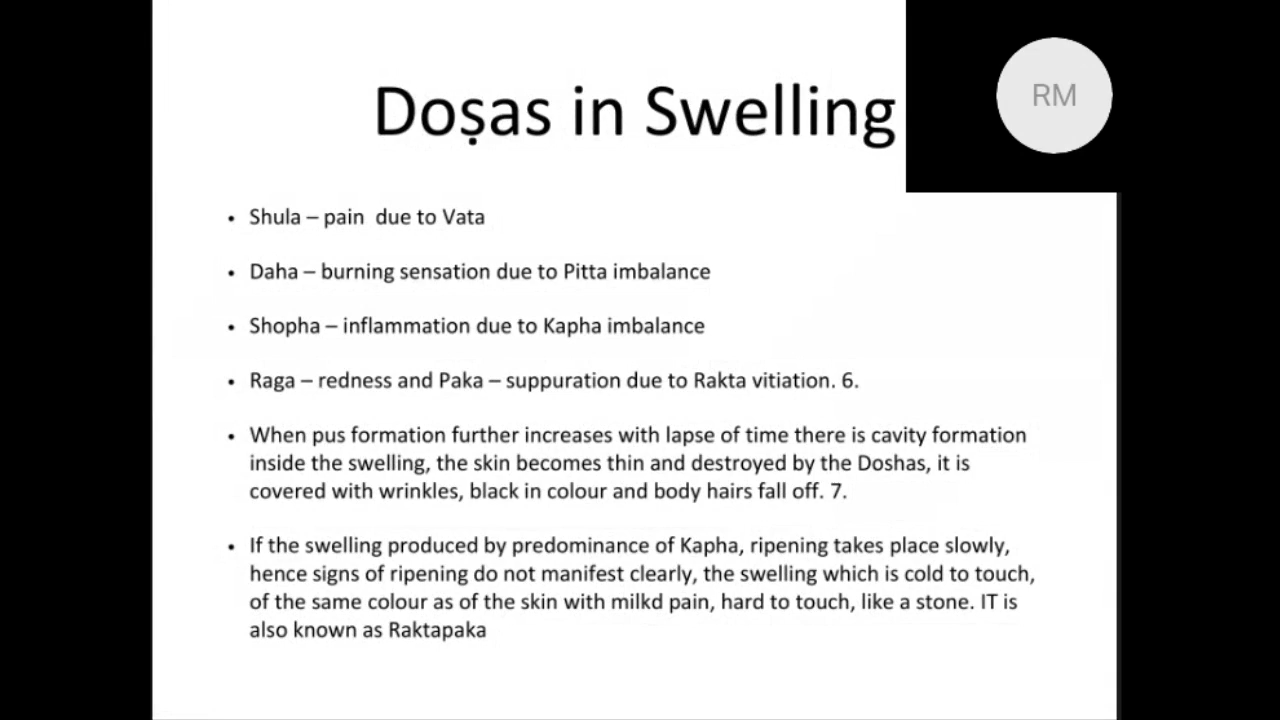 Doṣas in Swelling
RM
• Shula – pain  due to Vata
• Daha – burning sensation due to Pitta imbalance
• Shopha – inflammation due to Kapha imbalance
• Raga – redness and Paka – suppuration due to Rakta vitiation. 6.
• When pus formation further increases with lapse of time there is cavity formation
inside the swelling, the skin becomes thin and destroyed by the Doshas, it is
covered with wrinkles, black in colour and body hairs fall off. 7.
• If the swelling produced by predominance of Kapha, ripening takes place slowly,
hence signs of ripening do not manifest clearly, the swelling which is cold to touch,
of the same colour as of the skin with milkd pain, hard to touch, like a stone. IT is
also known as Raktapaka